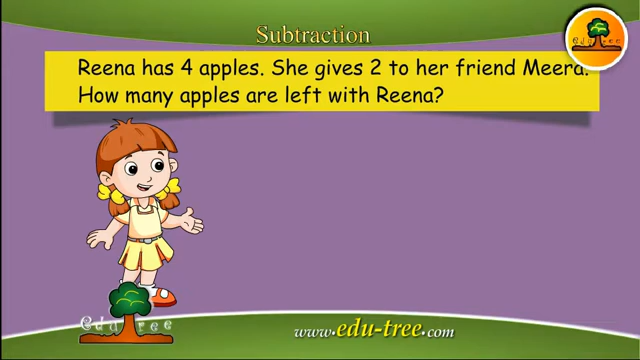 Subtraction
edu tree
Reena has 4 apples. She gives 2 to her friend Meera.
How many apples are left with Reena?
edu tree
www.edu-tree.com